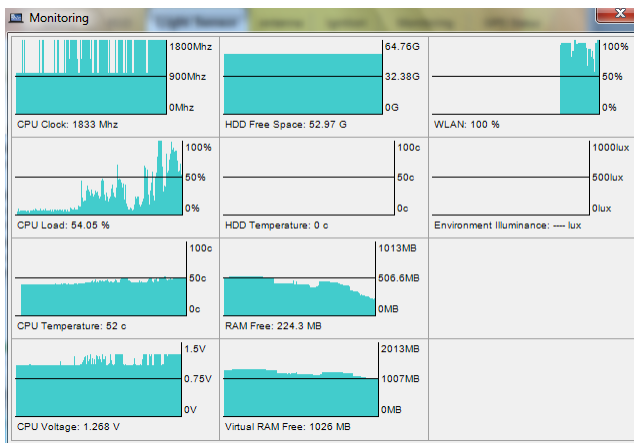 Monitoring
Light Sensor
1800Mhz
900Mhz
0Mhz
CPU Clock: 1833 Mhz
64.76G
32.38G
0G
HDD Free Space: 52.97 G
100%
50%
0%
WLAN: 100 %
100%
50%
0%
CPU Load: 54.05 %
100c
50c
0c
HDD Temperature: 0 c
1000lux
500lux
0lux
Environment Illuminance: ---- lux
100c
50c
0c
CPU Temperature: 52 c
1013MB
506.6MB
0MB
RAM Free: 224.3 MB
1.5V
0.75V
0V
CPU Voltage: 1.268 V
2013MB
1007MB
0MB
Virtual RAM Free: 1026 MB